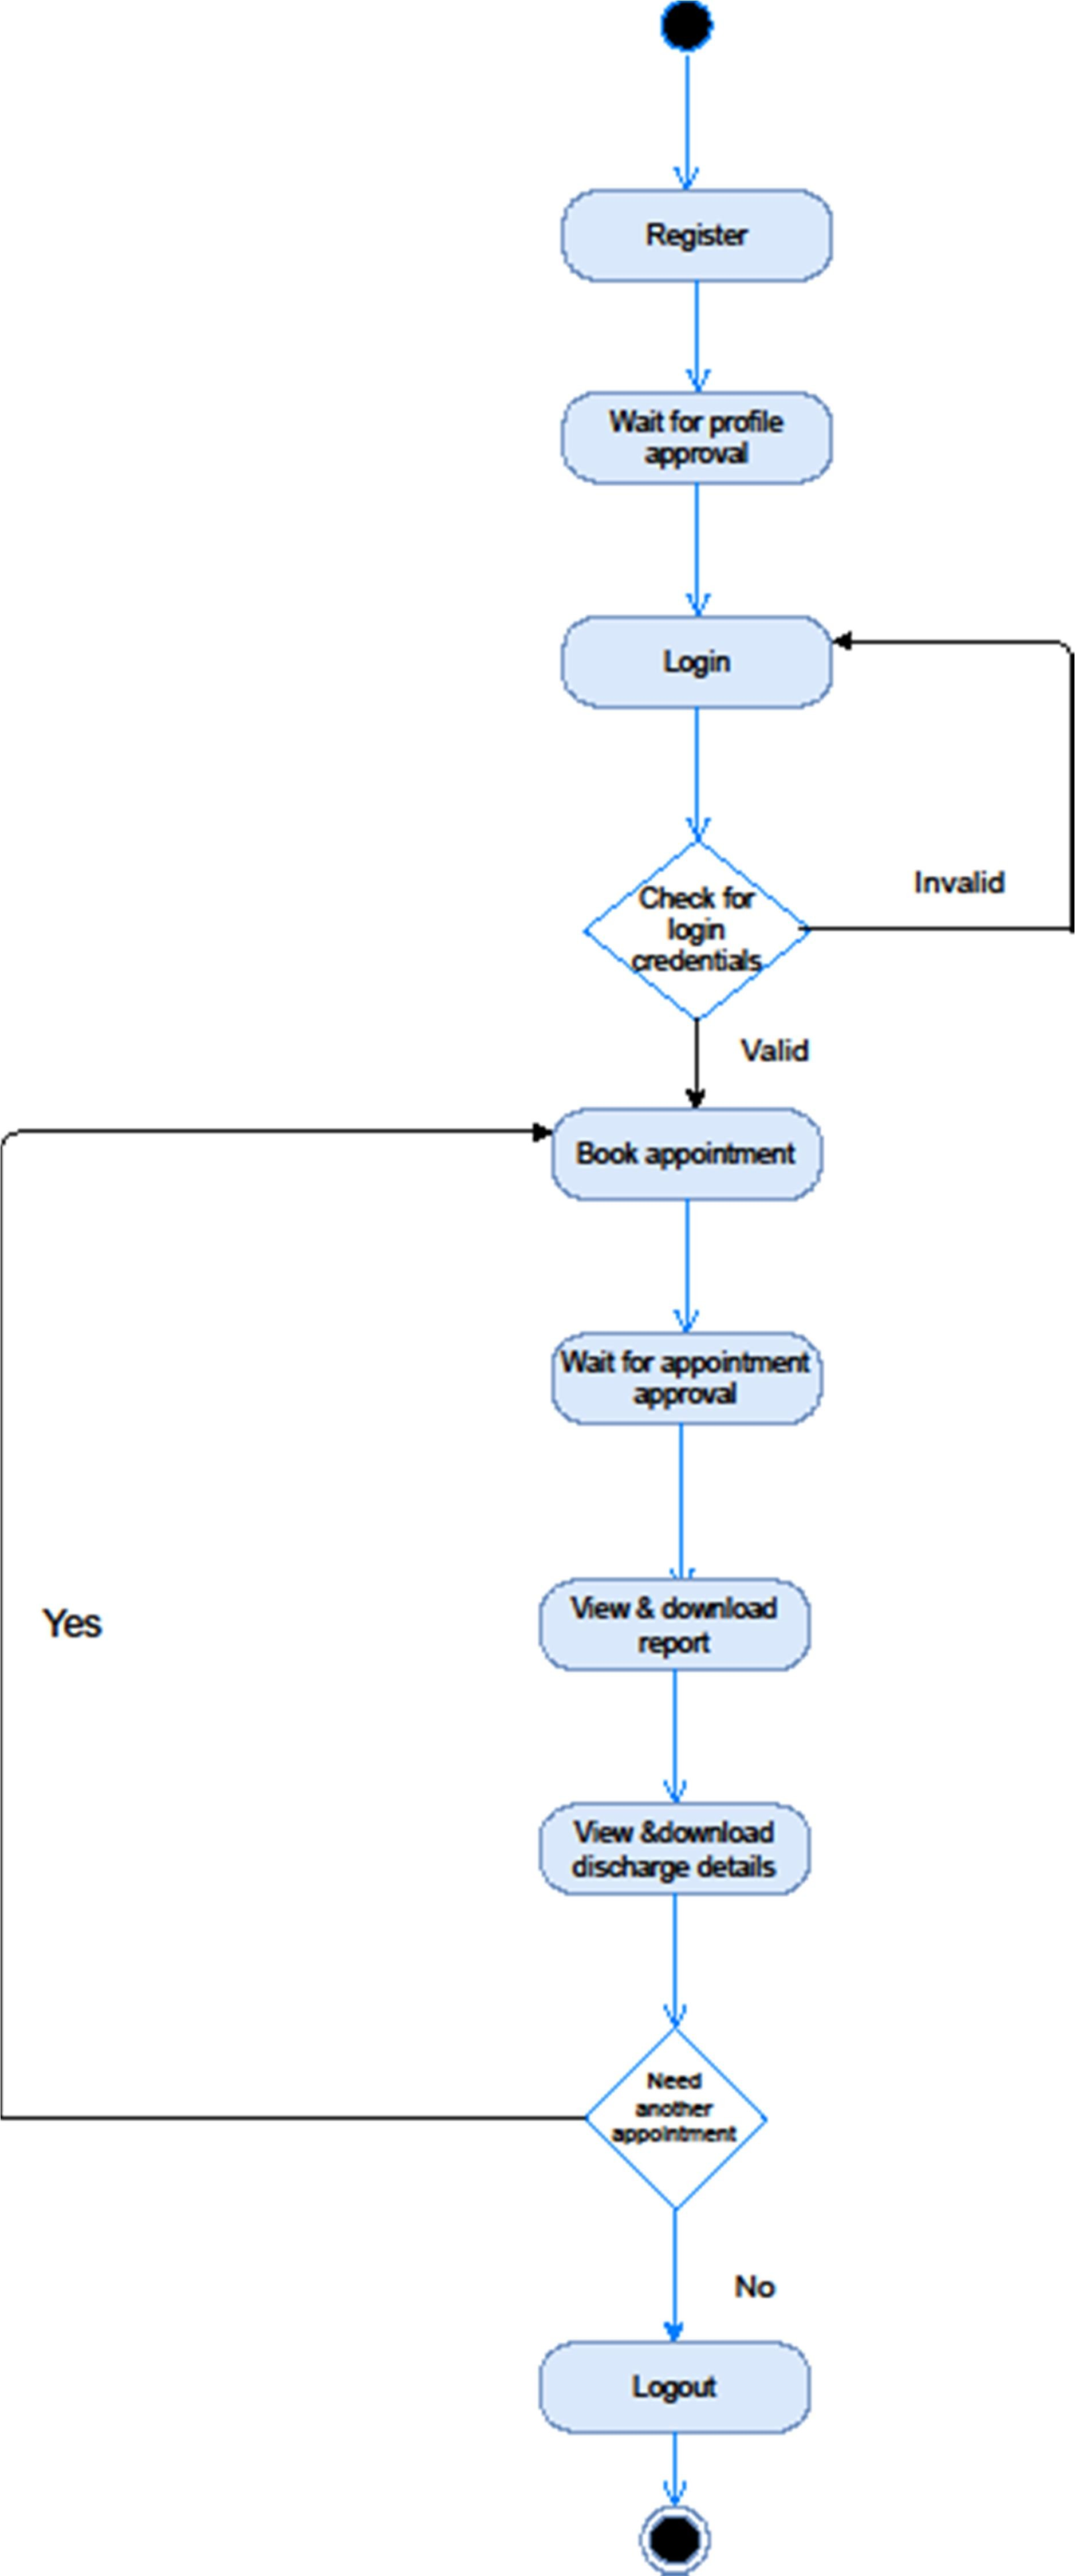 Register
Wait for profile
approval
Login
Check for
login
credentials
Invalid
Valid
Book appointment
Wait for appointment
approval
View & download
report
Yes
View &download
discharge details
Need
another
appointment
No
Logout